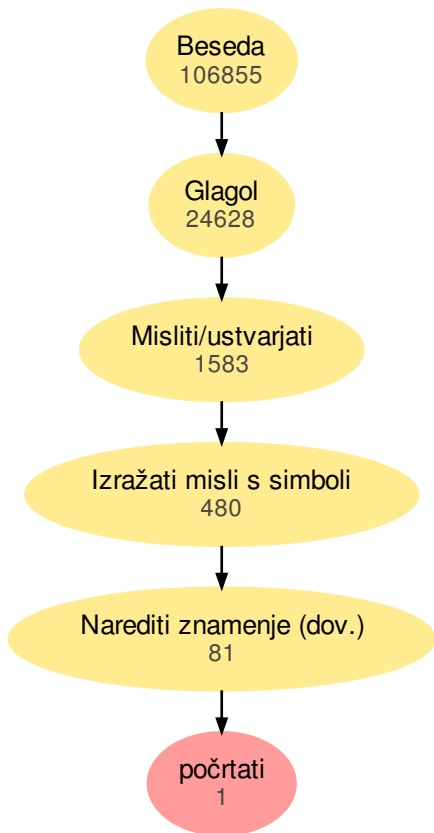 Beseda
106855
Glagol
24628
Misliti/ustvarjati
1583
Izražati misli s simboli
480
Narediti znamenje (dov.)
81
počrtati
1